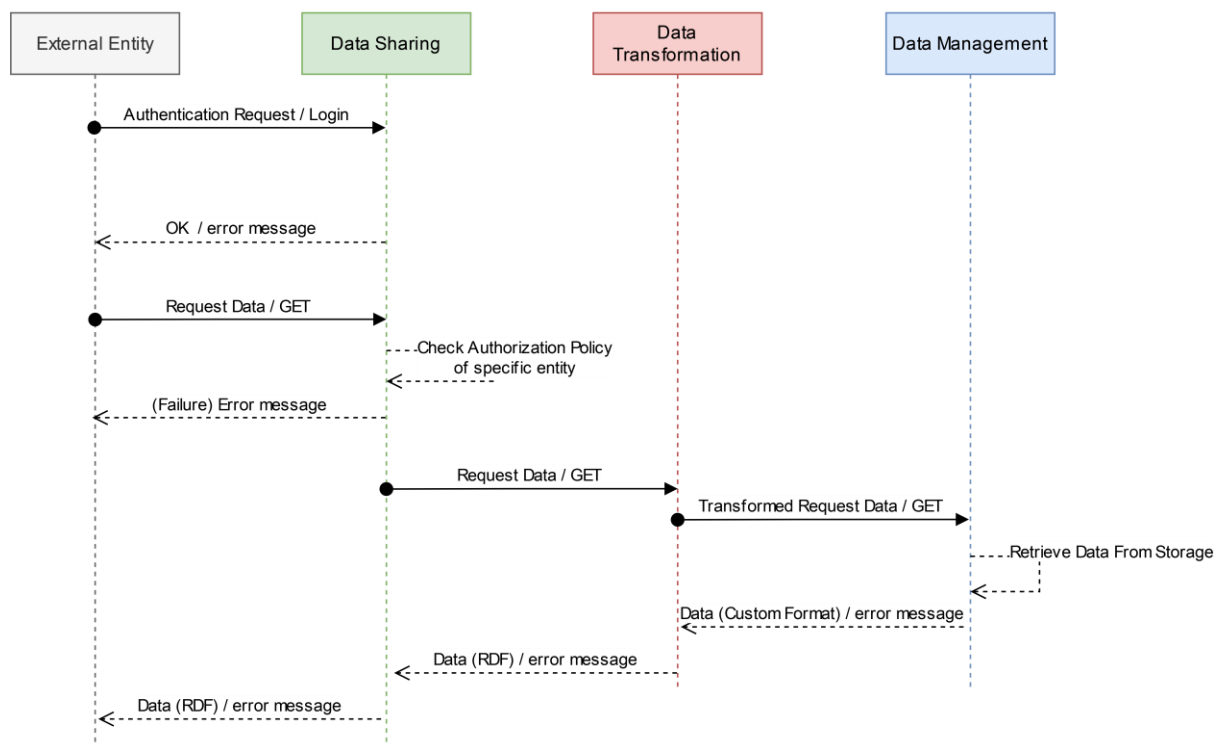 External Entity
Data Sharing
Data
Transformation
Data Management
Authentication Request / Login
OK / error message
Request Data / GET
Check Authorization Policy
of specific entity
(Failure) Error message
Request Data / GET
Transformed Request Data / GET
Retrieve Data From Storage
Data (Custom Format) / error message
Data (RDF) / error message
Data (RDF) / error message